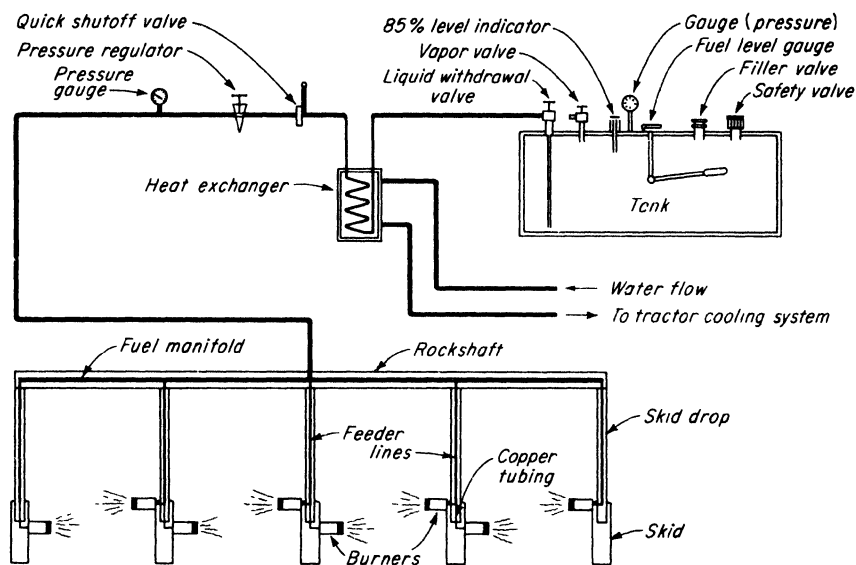 Quick shutoff valve
Pressure regulator
Pressure
gauge
85% level indicator
Vapor valve
Liquid withdrawal
valve
Gauge (pressure)
Fuel level gauge
Filler valve
Safety valve
Heat exchanger
Tank
Water flow
To tractor cooling system
Fuel manifold
Rockshaft
Feeder
lines
Skid drop
Copper
tubing
Burners
Skid